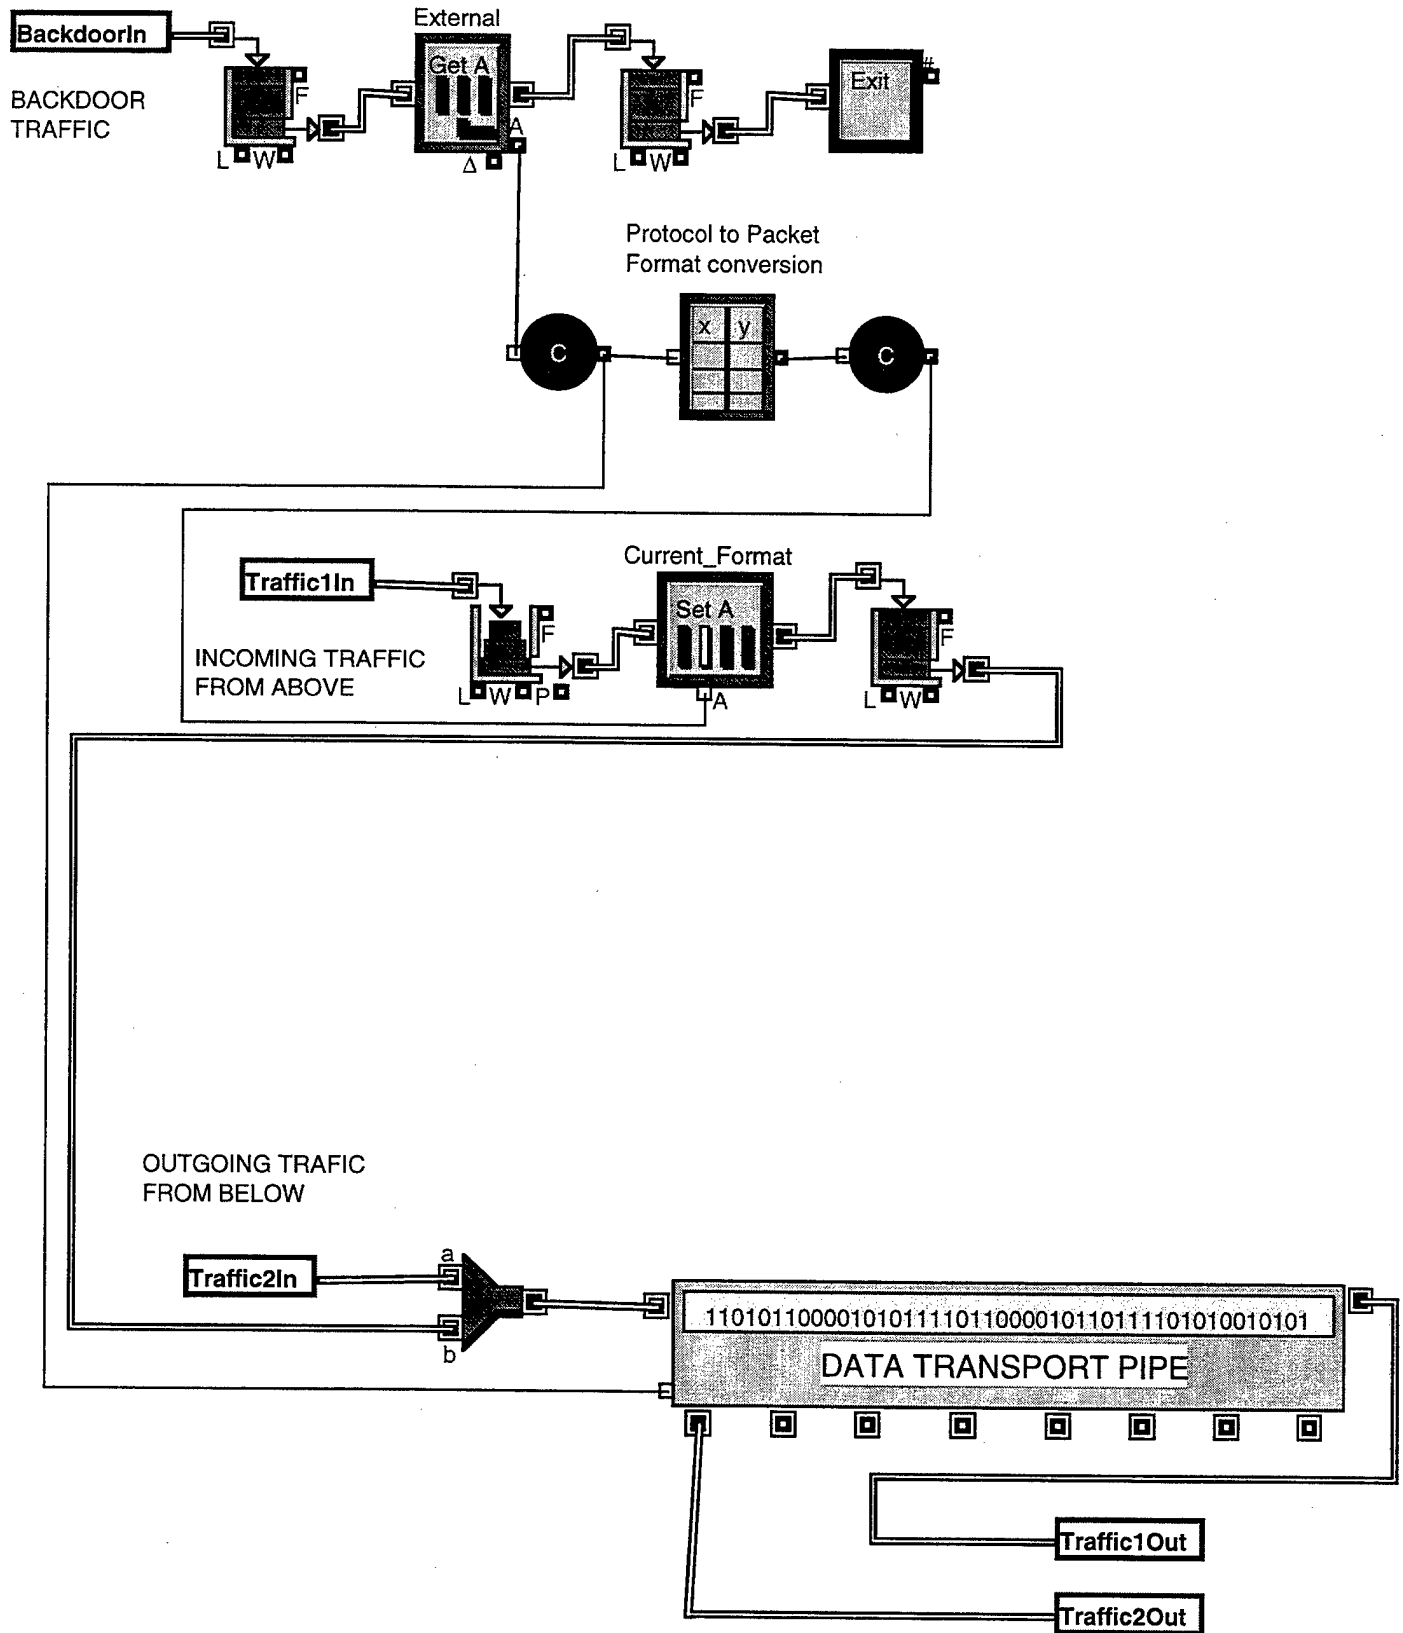 External
BackdoorIn
Get A
Exit
#
F
F
BACKDOOR
TRAFFIC
A
L W
Δ
L W
Protocol to Packet
Format conversion
x y
C
C
Current_Format
Traffic1In
Set A
F
F
INCOMING TRAFFIC
FROM ABOVE
L W P
A
L W
OUTGOING TRAFIC
FROM BELOW
a
Traffic2In
b
1101011000010101111011000010110111101010010101
DATA TRANSPORT PIPE
Traffic1Out
Traffic2Out